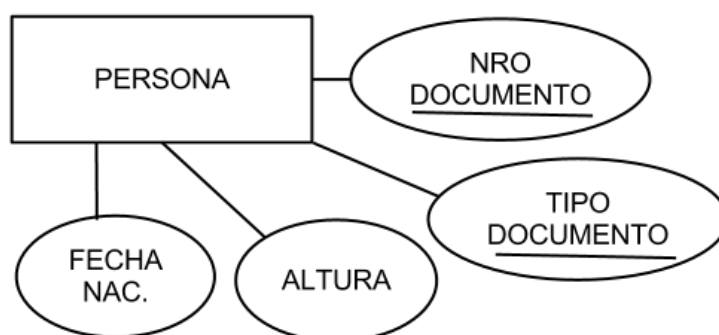 PERSONA
NRO
DOCUMENTO
TIPO
DOCUMENTO
FECHA
NAC.
ALTURA